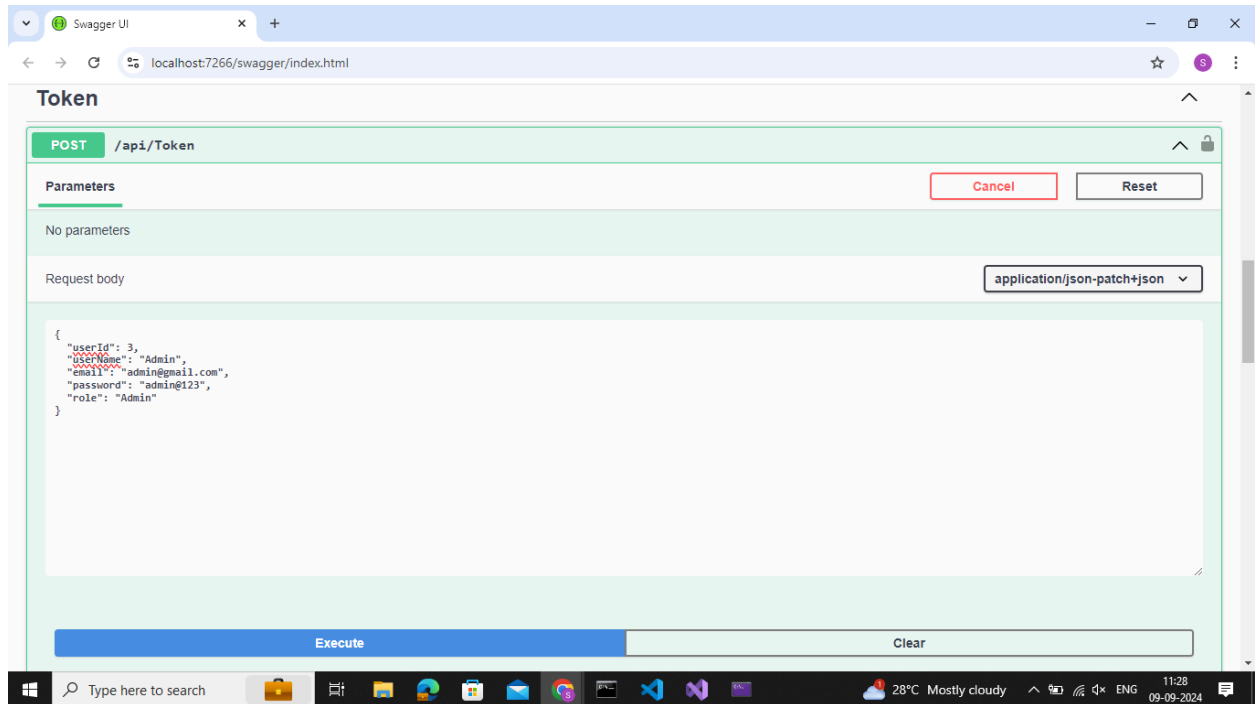 Swagger UI
localhost:7266/swagger/index.html
S
Token
POST /api/Token
Parameters
Cancel
Reset
No parameters
Request body
application/json-patch+json
{
"userId": 3,
"userName": "Admin",
"email": "admin@gmail.com",
"password": "admin@123",
"role": "Admin"
}
Execute
Clear
Type here to search
28°C Mostly cloudy
ENG
11:28
09-09-2024